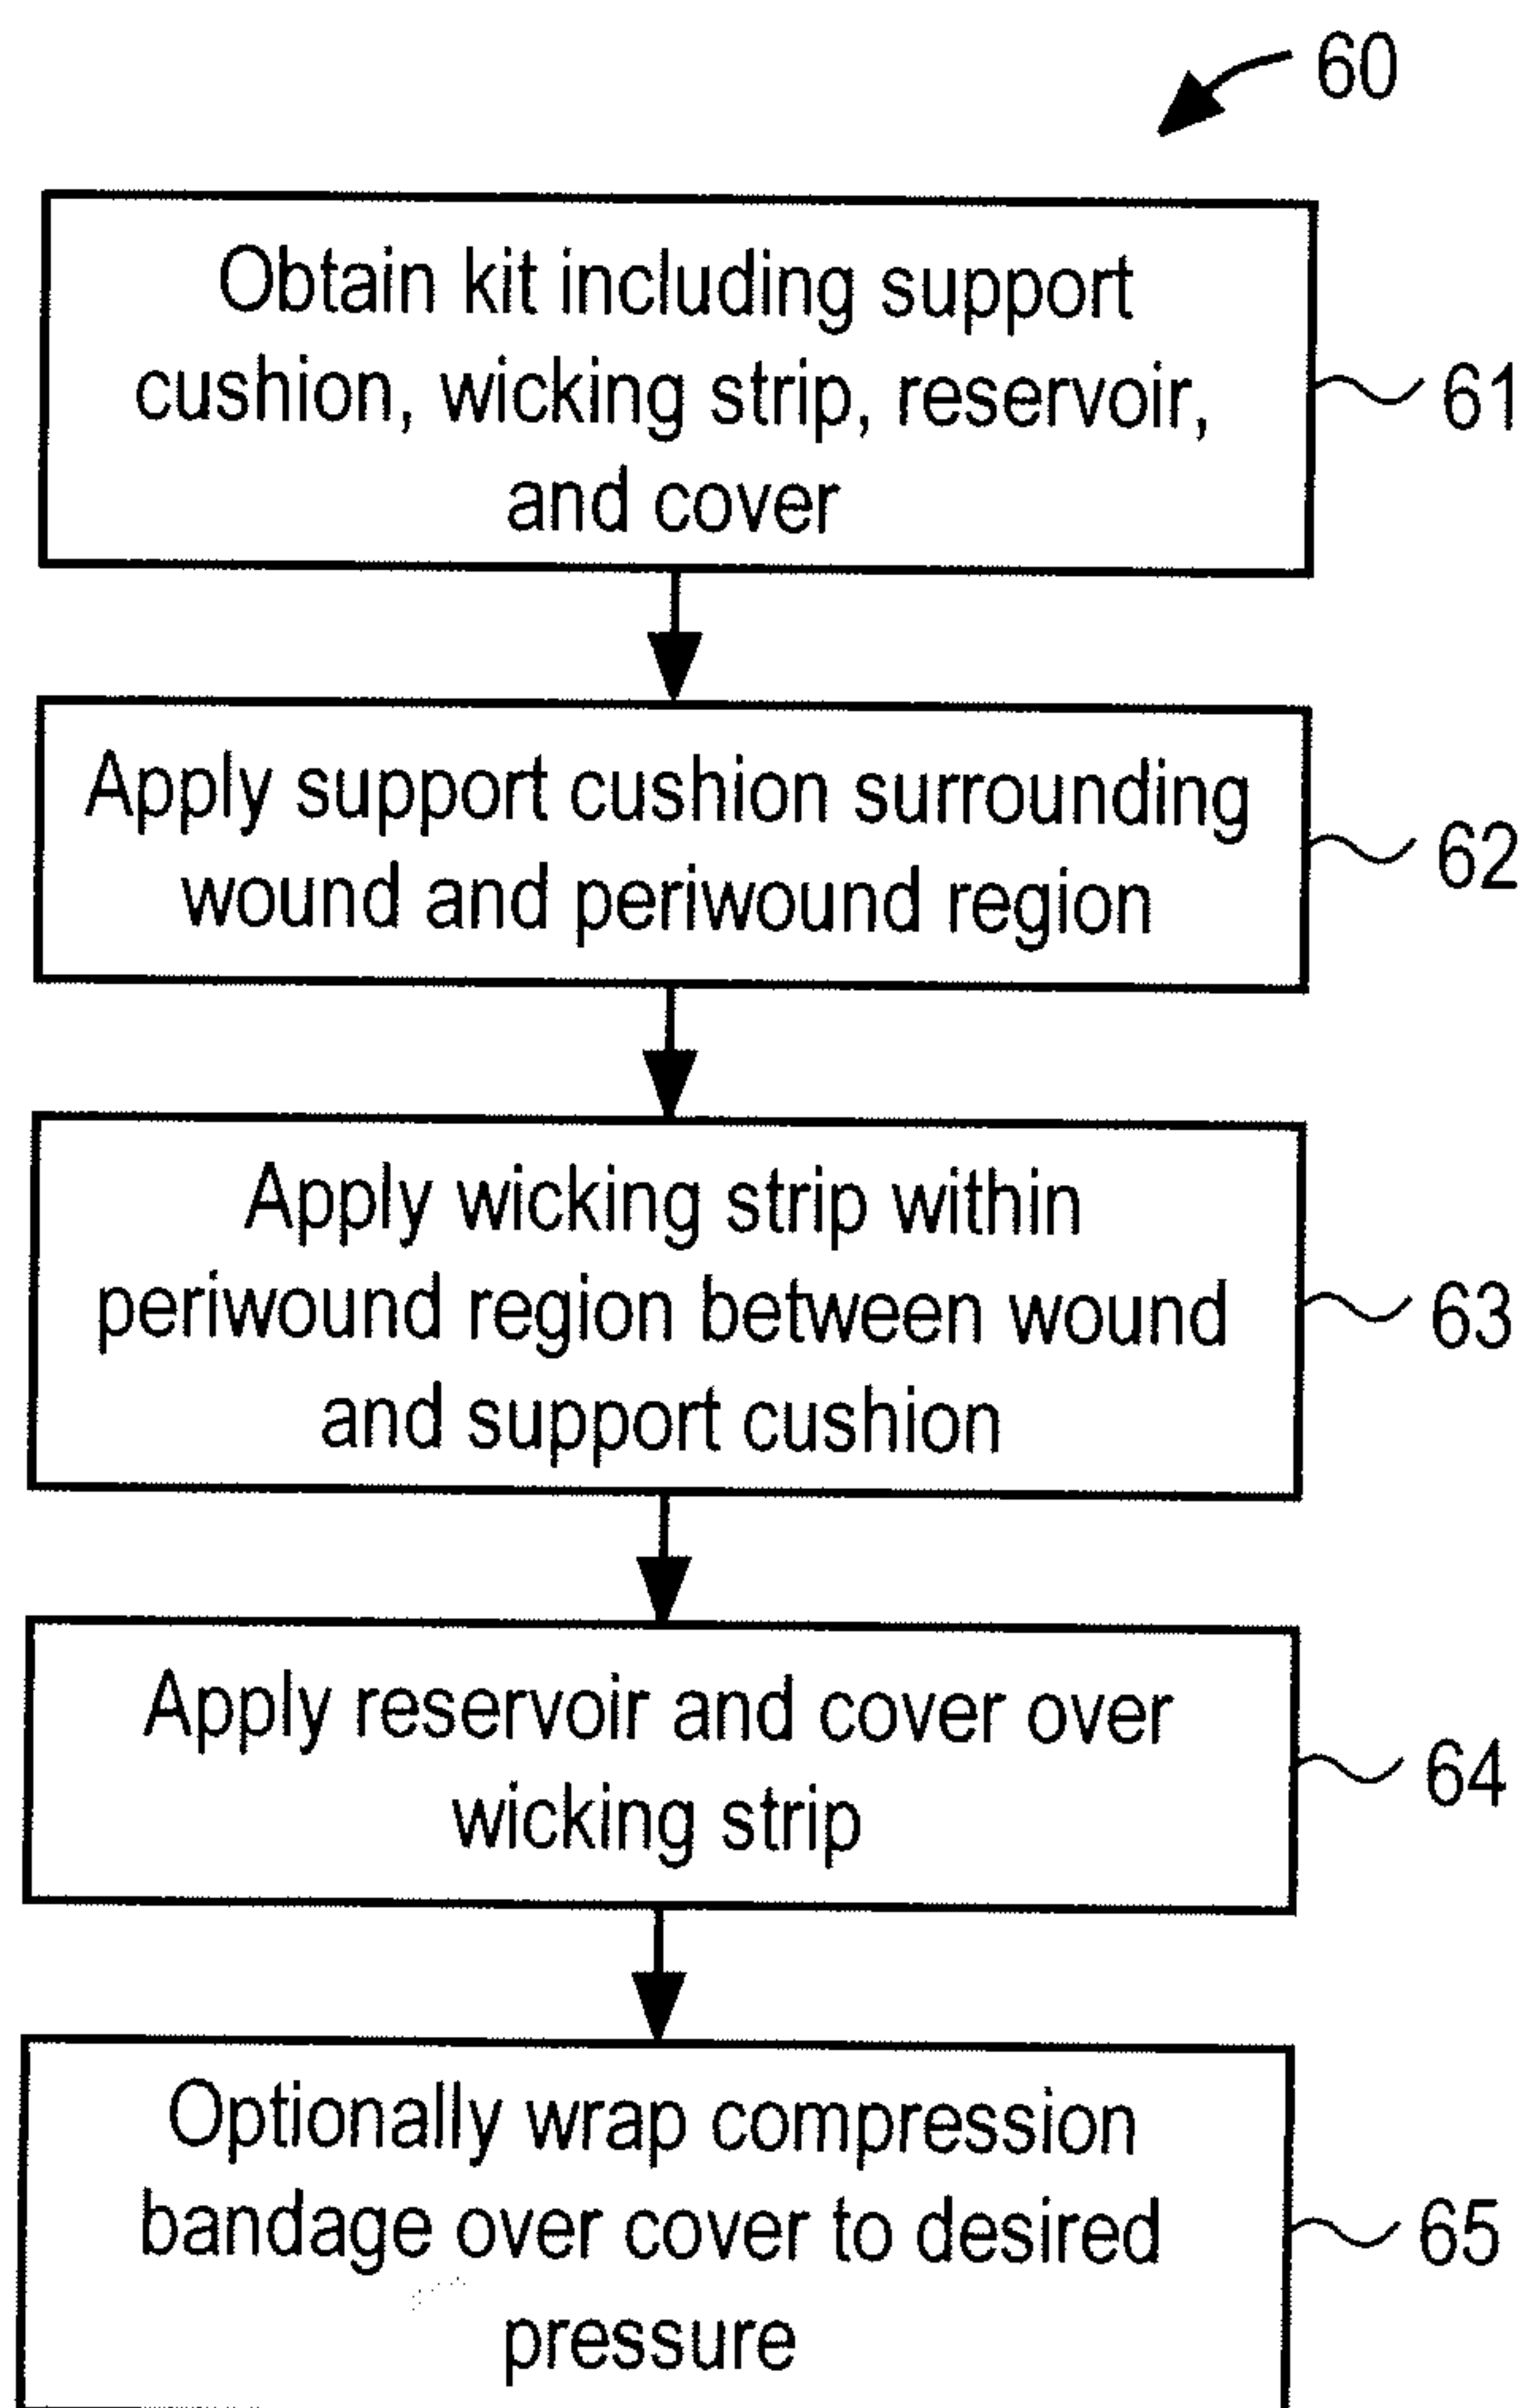 60
Obtain kit including support
cushion, wicking strip, reservoir,
and cover
61
Apply support cushion surrounding
wound and periwound region
62
Apply wicking strip within
periwound region between wound
and support cushion
63
Apply reservoir and cover over
wicking strip
64
Optionally wrap compression
bandage over cover to desired
pressure
65